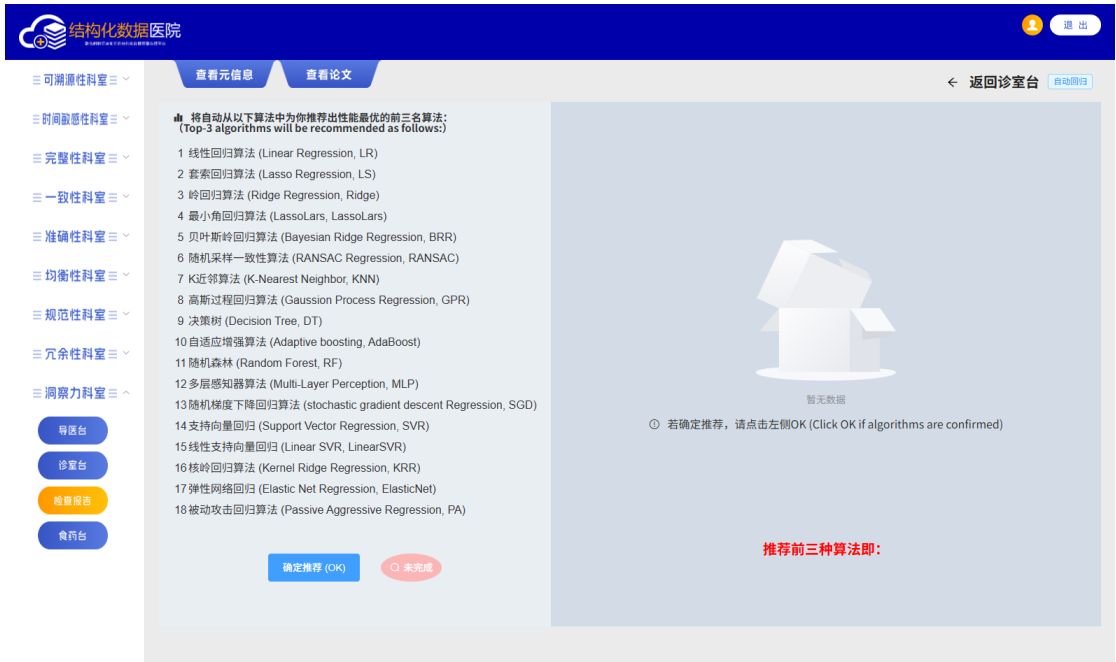 结构化数据医院
退 出
可溯源性科室
时间敏感性科室
完整性科室
一致性科室
准确性科室
均衡性科室
规范性科室
冗余性科室
洞察力科室
导医台
诊室台
检查报告
食药台
查看元信息
查看论文
← 返回诊室台 自动回归
将自动从以下算法中为你推荐出性能最优的前三名算法:
(Top-3 algorithms will be recommended as follows:)
1 线性回归算法 (Linear Regression, LR)
2 套索回归算法 (Lasso Regression, LS)
3 岭回归算法 (Ridge Regression, Ridge)
4 最小角回归算法 (LassoLars, LassoLars)
5 贝叶斯岭回归算法 (Bayesian Ridge Regression, BRR)
6 随机采样一致性算法 (RANSAC Regression, RANSAC)
7 K近邻算法 (K-Nearest Neighbor, KNN)
8 高斯过程回归算法 (Gaussion Process Regression, GPR)
9 决策树 (Decision Tree, DT)
10 自适应增强算法 (Adaptive boosting, AdaBoost)
11 随机森林 (Random Forest, RF)
12 多层感知器算法 (Multi-Layer Perception, MLP)
13 随机梯度下降回归算法 (stochastic gradient descent Regression, SGD)
14 支持向量回归 (Support Vector Regression, SVR)
15 线性支持向量回归 (Linear SVR, LinearSVR)
16 核岭回归算法 (Kernel Ridge Regression, KRR)
17 弹性网络回归 (Elastic Net Regression, ElasticNet)
18 被动攻击回归算法 (Passive Aggressive Regression, PA)
确定推荐 (OK)
未完成
暂无数据
若确定推荐，请点击左侧OK (Click OK if algorithms are confirmed)
推荐前三种算法即: